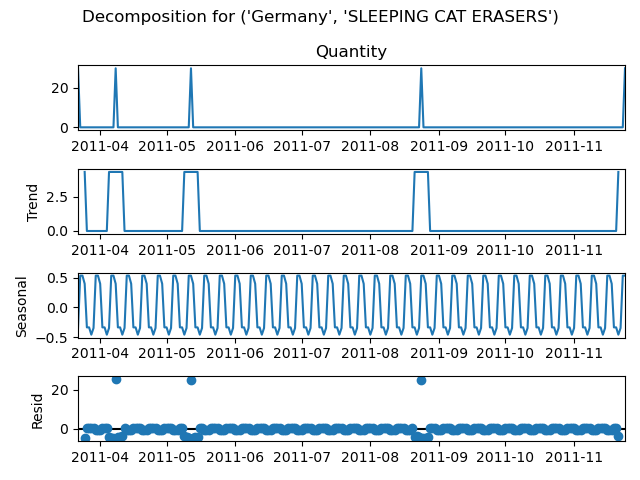 Decomposition for ('Germany', 'SLEEPING CAT ERASERS')
Quantity
20
0
2011-04 2011-05 2011-06 2011-07 2011-08 2011-09 2011-10 2011-11
Trend
2.5
0.0
2011-04 2011-05 2011-06 2011-07 2011-08 2011-09 2011-10 2011-11
Seasonal
0.5
0.0
−0.5
2011-04 2011-05 2011-06 2011-07 2011-08 2011-09 2011-10 2011-11
Resid
20
0
2011-04 2011-05 2011-06 2011-07 2011-08 2011-09 2011-10 2011-11